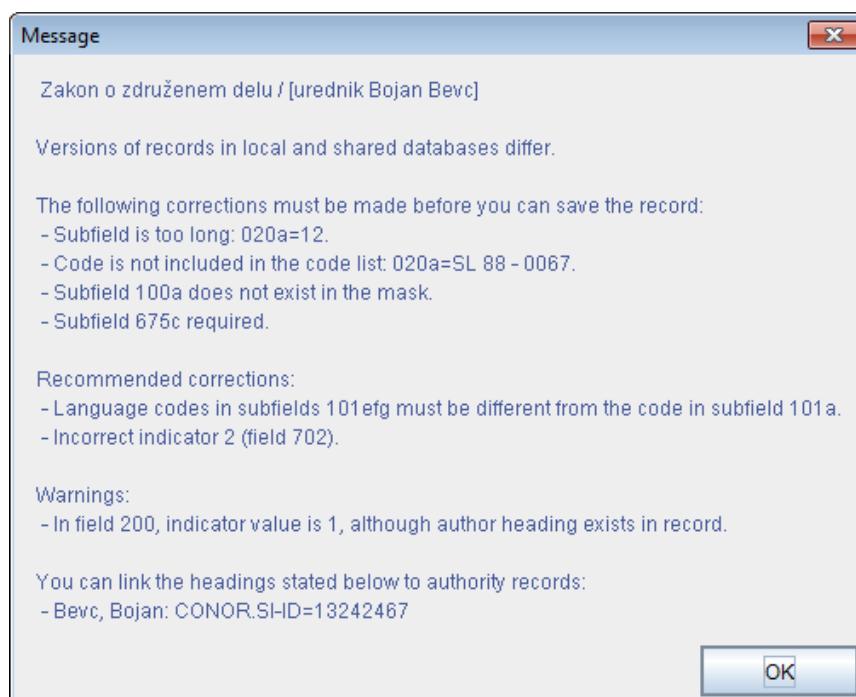 Message
Zakon o združenem delu / [urednik Bojan Bevc]
Versions of records in local and shared databases differ.
The following corrections must be made before you can save the record:
- Subfield is too long: 020a=12.
- Code is not included in the code list: 020a=SL 88 - 0067.
- Subfield 100a does not exist in the mask.
- Subfield 675c required.
Recommended corrections:
- Language codes in subfields 101efg must be different from the code in subfield 101a.
- Incorrect indicator 2 (field 702).
Warnings:
- In field 200, indicator value is 1, although author heading exists in record.
You can link the headings stated below to authority records:
- Bevc, Bojan: CONOR.SI-ID=13242467
OK